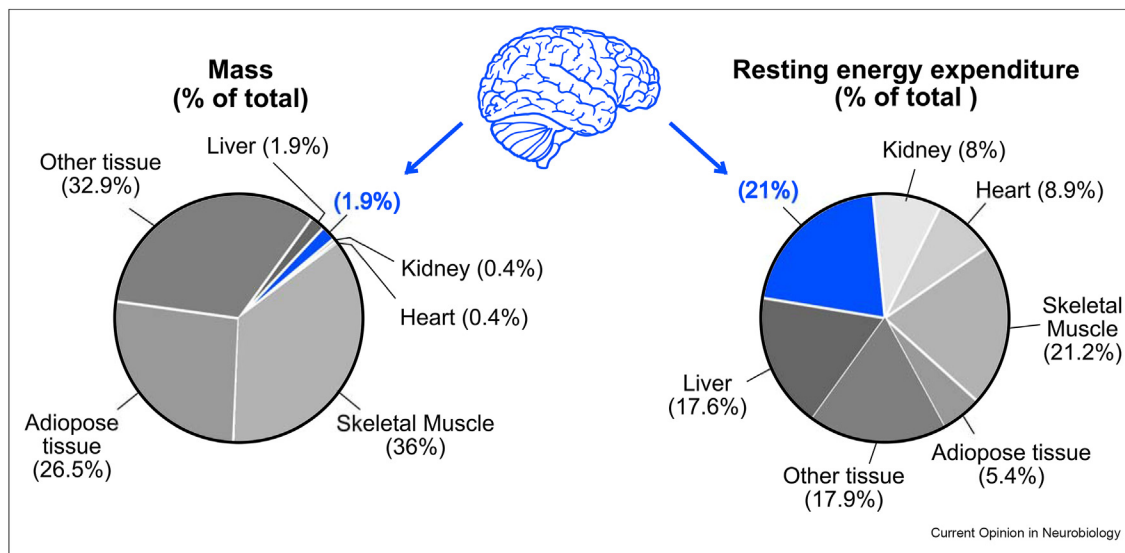 Mass
(% of total)
Liver (1.9%)
Other tissue
(32.9%)
(1.9%)
Kidney (0.4%)
Heart (0.4%)
Adiopose
tissue
(26.5%)
Skeletal Muscle
(36%)
Resting energy expenditure
(% of total )
Kidney (8%)
(21%)
Heart (8.9%)
Skeletal
Muscle
(21.2%)
Liver
(17.6%)
Adiopose tissue
(5.4%)
Other tissue
(17.9%)
Current Opinion in Neurobiology